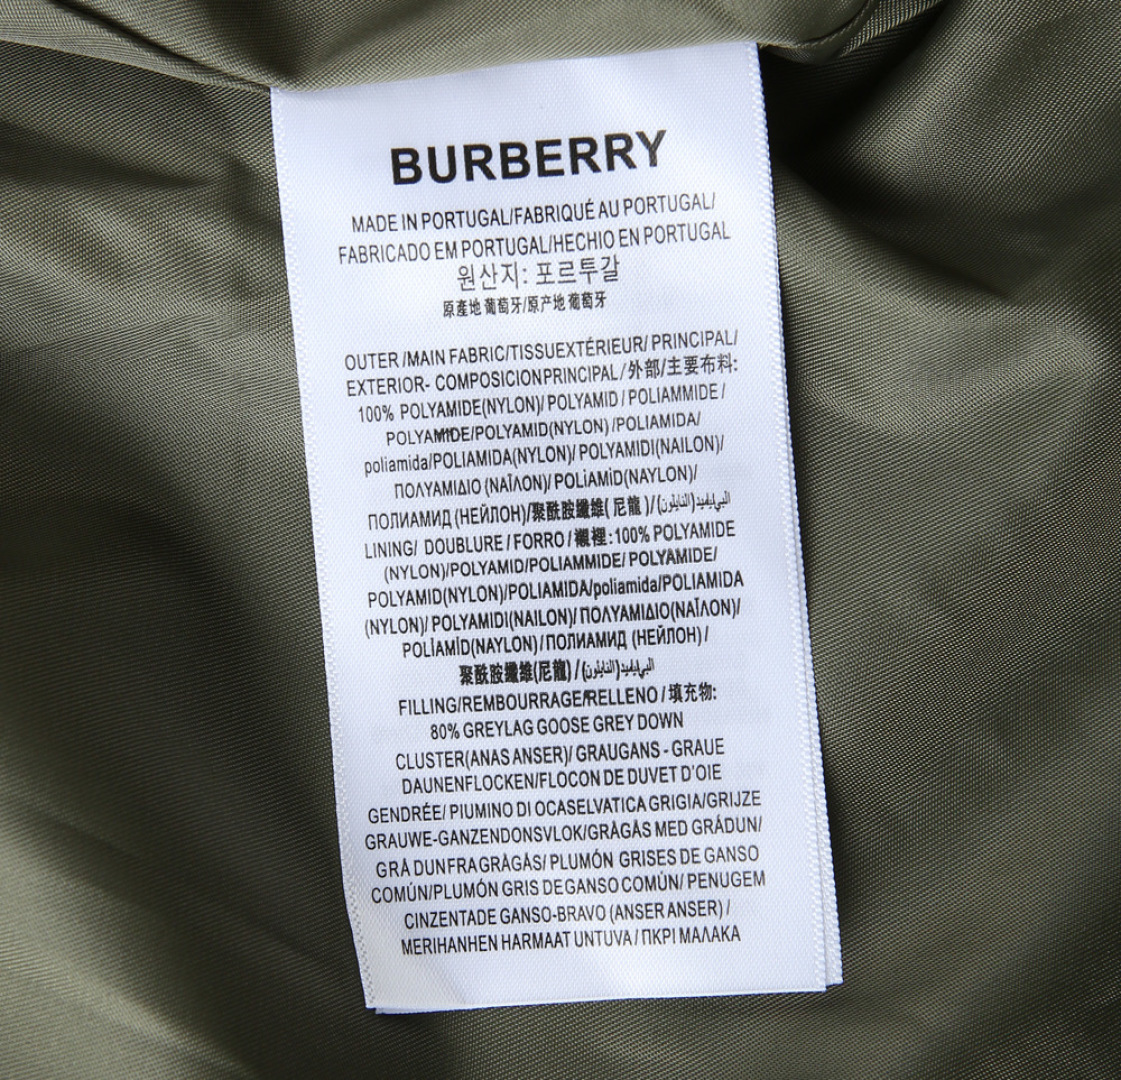 BURBERRY
MADE IN PORTUGAL/FABRIQUÉ AU PORTUGAL/
FABRICADO EM PORTUGAL/HECHIO EN PORTUGAL
원산지: 포르투갈
原產地 葡萄牙/原产地 葡萄牙
OUTER /MAIN FABRIC/TISSUEXTÉRIEUR/ PRINCIPAL/
EXTERIOR- COMPOSICIONPRINCIPAL /外部/主要布料:
100% POLYAMIDE(NYLON)/ POLYAMID / POLIAMMIDE /
POLYAMIDE/POLYAMID(NYLON) /POLIAMIDA/
poliamida/POLIAMIDA(NYLON)/ POLYAMIDI(NAILON)/
ΠΟΛΥΑΜΙΔΙΟ (ΝΑΪΛΟΝ)/ POLiAMiD(NAYLON)/
ПОЛИАМИД (НЕЙЛОН)/聚酰胺纖維( 尼龍 )/
LINING/ DOUBLURE / FORRO / 襯裡:100% POLYAMIDE
(NYLON)/POLYAMID/POLIAMMIDE/ POLYAMIDE/
POLYAMID(NYLON)/POLIAMIDA/poliamida/POLIAMIDA
(NYLON)/ POLYAMIDI(NAILON)/ ΠΟΛΥΑΜΙΔΙΟ(ΝΑΪΛΟΝ)/
POLİAMİD(NAYLON)/ПОЛИАМИД (НЕЙЛОН) /
聚酰胺纖維(尼龍) /
FILLING/REMBOURRAGE/RELLENO / 填充物:
80% GREYLAG GOOSE GREY DOWN
CLUSTER(ANAS ANSER)/ GRAUGANS - GRAUE
DAUNENFLOCKEN/FLOCON DE DUVET D'OIE
GENDRÉE/ PIUMINO DI OCASELVATICA GRIGIA/GRIJZE
GRAUWE-GANZENDONSVLOK/GRÅGÅS MED GRÅDUN/
GRÅ DUNFRAGRÅGÅS/ PLUMÓN GRISES DE GANSO
COMÚN/PLUMÓN GRIS DEGANSO COMÚN/ PENUGEM
CINZENTADE GANSO-BRAVO (ANSER ANSER) /
MERIHANHEN HARMAAT UNTUVA / ΠΚΡΙ ΜΑΛΑΚΑ